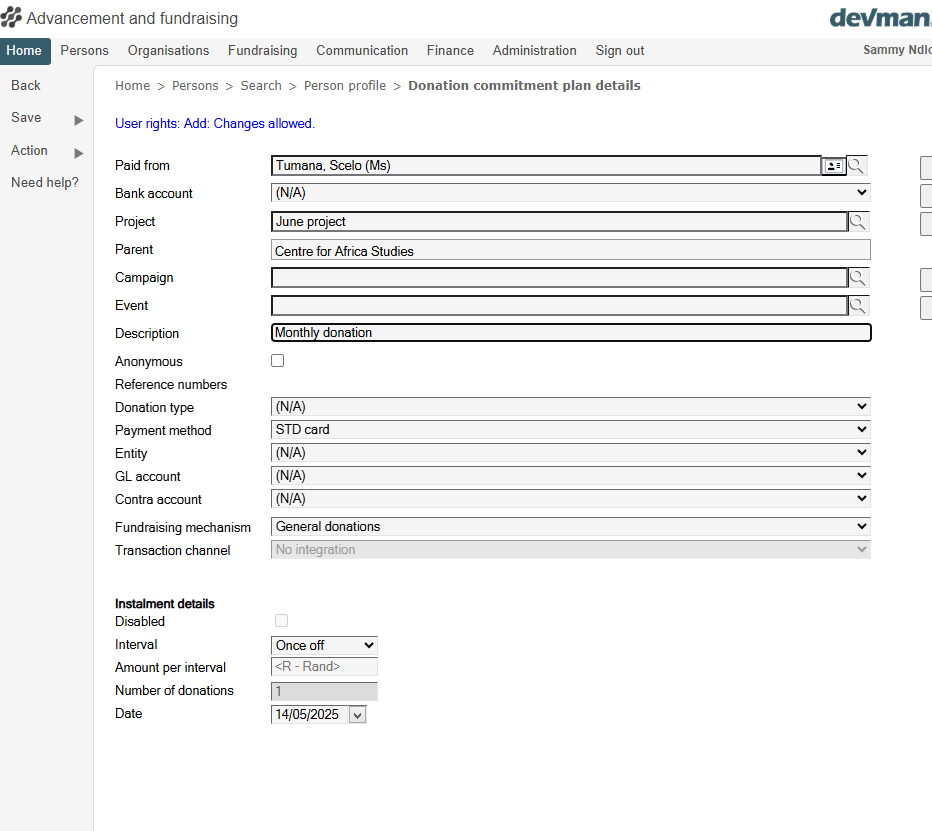 Advancement and fundraising
devman
Home Persons Organisations Fundraising Communication Finance Administration Sign out Sammy Ndlo
Back
Save
Action
Need help?
Home > Persons > Search > Person profile > Donation commitment plan details
User rights: Add: Changes allowed.
Paid from Tumana, Scelo (Ms)
Bank account (N/A)
Project June project
Parent Centre for Africa Studies
Campaign
Event
Description Monthly donation
Anonymous
Reference numbers
Donation type (N/A)
Payment method STD card
Entity (N/A)
GL account (N/A)
Contra account (N/A)
Fundraising mechanism General donations
Transaction channel No integration
Instalment details
Disabled
Interval Once off
Amount per interval <R - Rand>
Number of donations 1
Date 14/05/2025